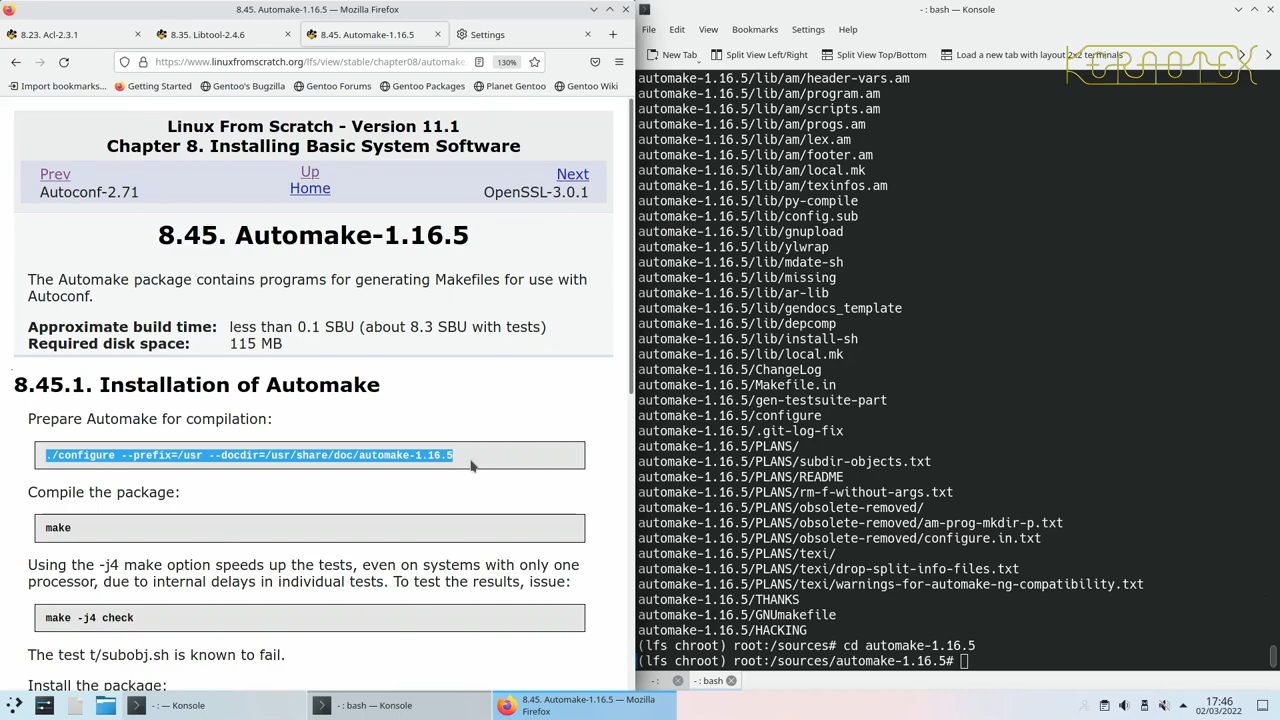 8.45. Automake-1.16.5 — Mozilla Firefox
8.23. Acl-2.3.1
8.35. Libtool-2.4.6
8.45. Automake-1.16.5
Settings
https://www.linuxfromscratch.org/lfs/view/stable/chapter08/automake
130%
Import bookmarks...
Getting Started
Gentoo's Bugzilla
Gentoo Forums
Gentoo Packages
Planet Gentoo
Gentoo Wiki
Linux From Scratch - Version 11.1
Chapter 8. Installing Basic System Software
Prev
Up
Next
Autoconf-2.71
Home
OpenSSL-3.0.1
8.45. Automake-1.16.5
The Automake package contains programs for generating Makefiles for use with
Autoconf.
Approximate build time: less than 0.1 SBU (about 8.3 SBU with tests)
Required disk space: 115 MB
8.45.1. Installation of Automake
Prepare Automake for compilation:
./configure --prefix=/usr --docdir=/usr/share/doc/automake-1.16.5
Compile the package:
make
Using the -j4 make option speeds up the tests, even on systems with only one
processor, due to internal delays in individual tests. To test the results, issue:
make -j4 check
The test t/subobj.sh is known to fail.
Install the package:
- : bash — Konsole
File Edit View Bookmarks Settings Help
New Tab
Split View Left/Right
Split View Top/Bottom
Load a new tab with layout 2x2 terminals
KERNOTEX
automake-1.16.5/lib/am/header-vars.am
automake-1.16.5/lib/am/program.am
automake-1.16.5/lib/am/scripts.am
automake-1.16.5/lib/am/progs.am
automake-1.16.5/lib/am/lex.am
automake-1.16.5/lib/am/footer.am
automake-1.16.5/lib/am/local.mk
automake-1.16.5/lib/am/texinfos.am
automake-1.16.5/lib/py-compile
automake-1.16.5/lib/config.sub
automake-1.16.5/lib/gnupload
automake-1.16.5/lib/ylwrap
automake-1.16.5/lib/mdate-sh
automake-1.16.5/lib/missing
automake-1.16.5/lib/ar-lib
automake-1.16.5/lib/gendocs_template
automake-1.16.5/lib/depcomp
automake-1.16.5/lib/install-sh
automake-1.16.5/lib/local.mk
automake-1.16.5/ChangeLog
automake-1.16.5/Makefile.in
automake-1.16.5/gen-testsuite-part
automake-1.16.5/configure
automake-1.16.5/.git-log-fix
automake-1.16.5/PLANS/
automake-1.16.5/PLANS/subdir-objects.txt
automake-1.16.5/PLANS/README
automake-1.16.5/PLANS/rm-f-without-args.txt
automake-1.16.5/PLANS/obsolete-removed/
automake-1.16.5/PLANS/obsolete-removed/am-prog-mkdir-p.txt
automake-1.16.5/PLANS/obsolete-removed/configure.in.txt
automake-1.16.5/PLANS/texi/
automake-1.16.5/PLANS/texi/drop-split-info-files.txt
automake-1.16.5/PLANS/texi/warnings-for-automake-ng-compatibility.txt
automake-1.16.5/THANKS
automake-1.16.5/GNUmakefile
automake-1.16.5/HACKING
(lfs chroot) root:/sources# cd automake-1.16.5
(lfs chroot) root:/sources/automake-1.16.5#
- :
- : bash
- : — Konsole
- : bash — Konsole
8.45. Automake-1.16.5 — Mozilla
Firefox
17:46
02/03/2022